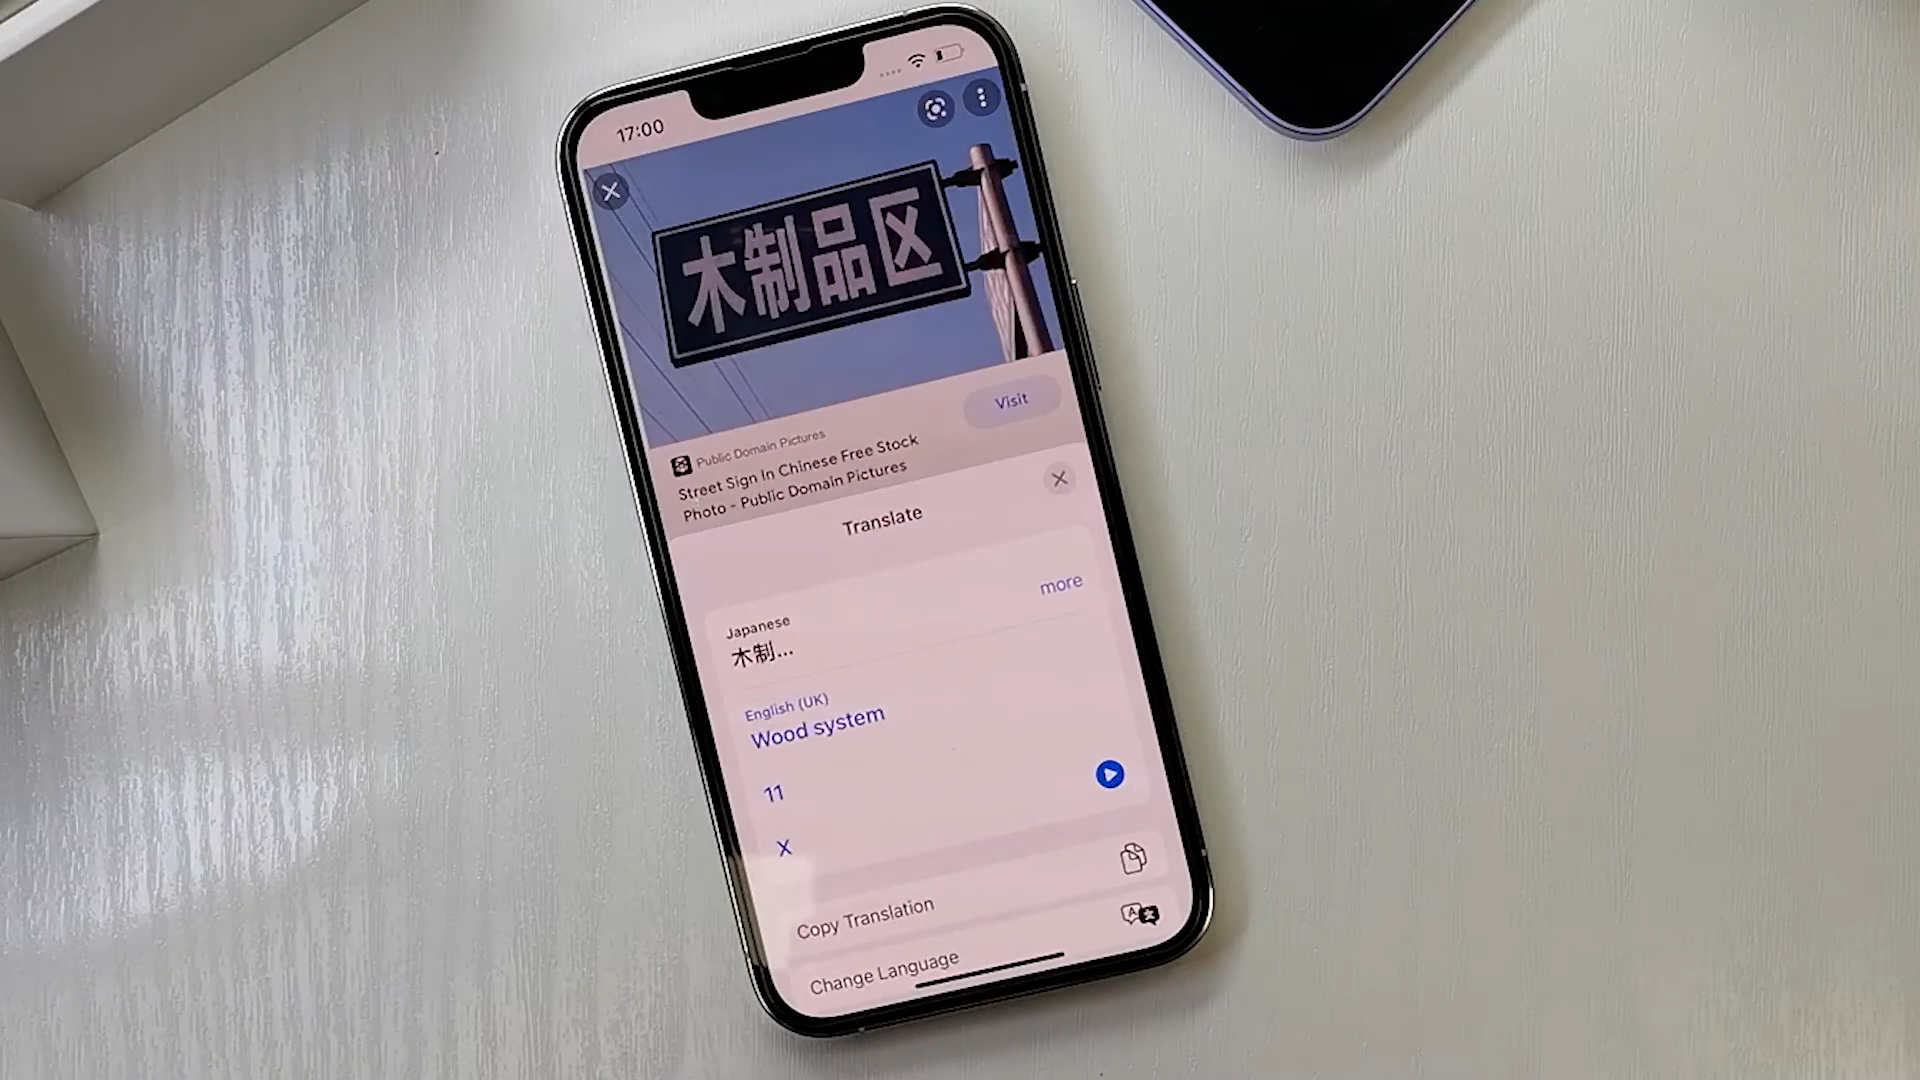 17:00
木制品区
Visit
Public Domain Pictures
Street Sign In Chinese Free Stock
Photo - Public Domain Pictures
Translate
Japanese
more
木制...
English (UK)
Wood system
11
X
Copy Translation
Change Language